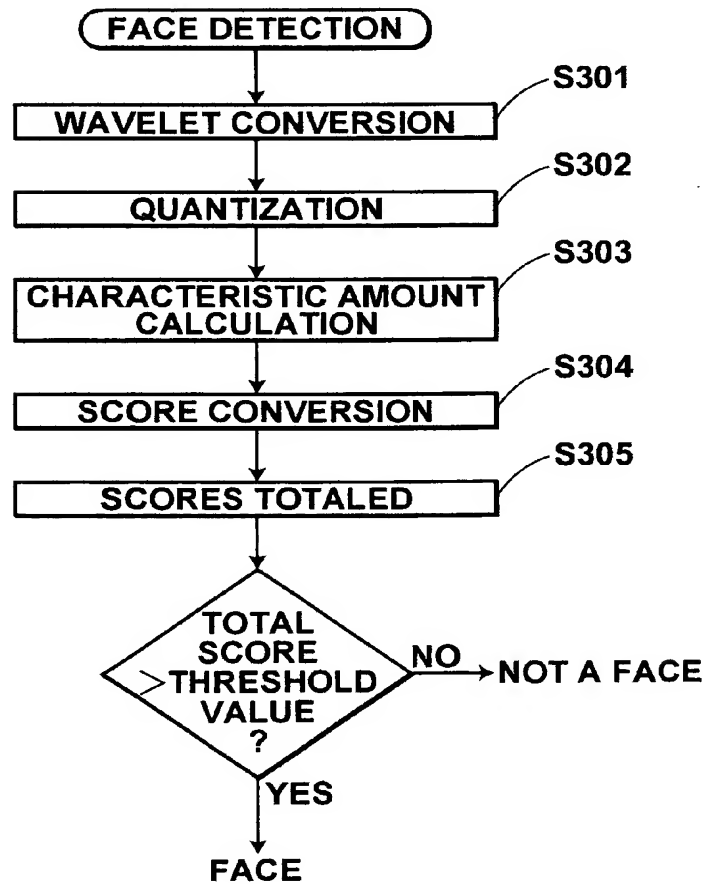 FACE DETECTION
S301
WAVELET CONVERSION
S302
QUANTIZATION
S303
CHARACTERISTIC AMOUNT
CALCULATION
S304
SCORE CONVERSION
S305
SCORES TOTALED
TOTAL
SCORE
>THRESHOLD
VALUE
?
NO
NOT A FACE
YES
FACE